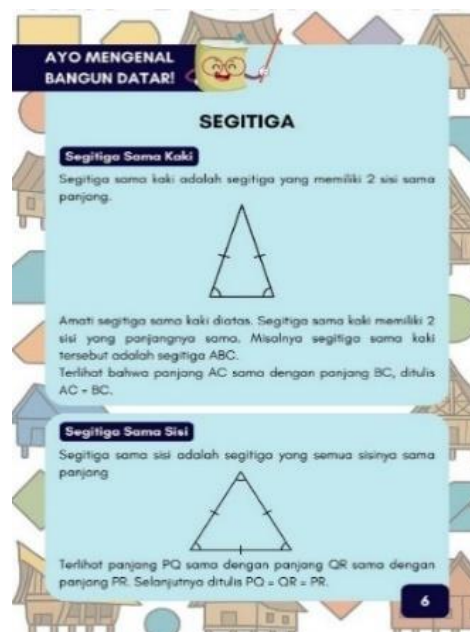 AYO MENGENAL
BANGUN DATAR!
SEGITIGA
Segitiga Sama Kaki
Segitiga sama kaki adalah segitiga yang memiliki 2 sisi sama
panjang.
Amati segitiga sama kaki diatas. Segitiga sama kaki memiliki 2
sisi yang panjangnya sama. Misalnya segitiga sama kaki
tersebut adalah segitiga ABC.
Terlihat bahwa panjang AC sama dengan panjang BC, ditulis
AC = BC.
Segitiga Sama Sisi
Segitiga sama sisi adalah segitiga yang semua sisinya sama
panjang
Terlihat panjang PQ sama dengan panjang QR sama dengan
panjang PR. Selanjutnya ditulis PQ = QR = PR.
6